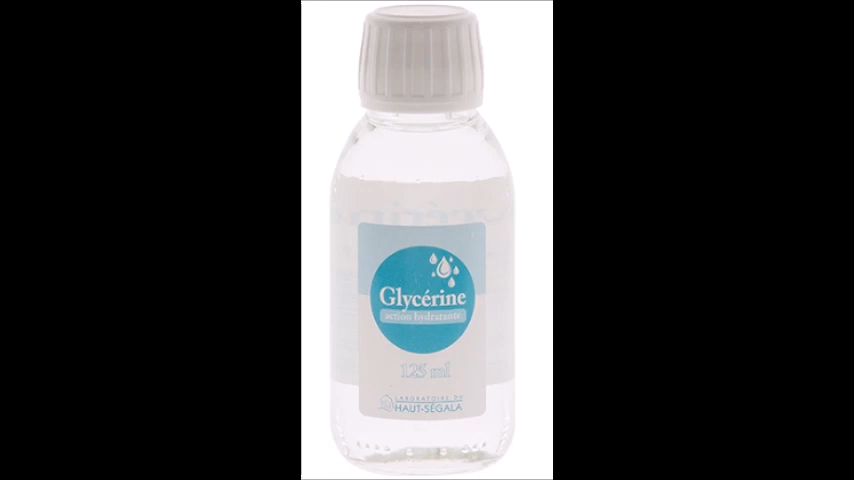 Glycérine
action hydratante
125 ml
LABORATOIRE DU
HAUT-SÉGALA